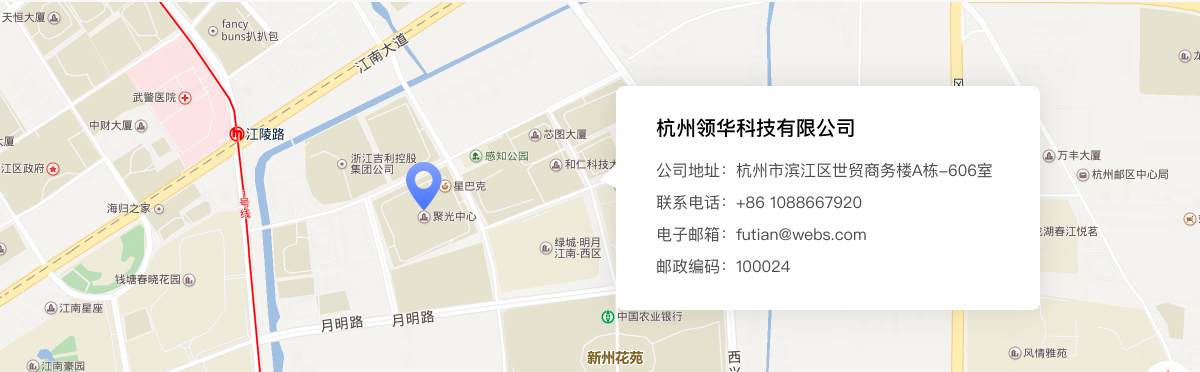 天恒大厦
fancy
buns扒扒包
江南大道
武警医院
中财大厦
江陵路
大厦
江区政府
浙江吉利控股
集团公司
感知公园
芯图大厦
和仁科技大
星巴克
聚光中心
1号线
海归之家
钱塘春晓花园
绿城·明月
江南-西区
江南星座
月明路
月明路
中国农业银行
新州花苑
江南豪园
西
兴
杭州领华科技有限公司
公司地址：杭州市滨江区世贸商务楼A栋-606室
联系电话：+86 1088667920
电子邮箱：futian@webs.com
邮政编码：100024
万丰大厦
杭州邮区中心局
龙湖春江悦茗
风情雅苑